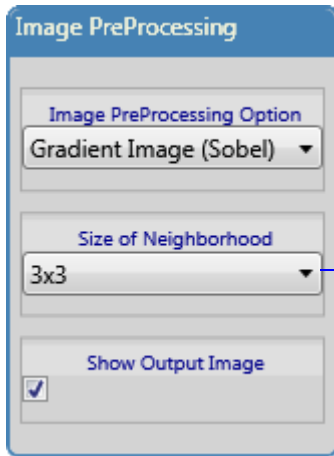 Image PreProcessing
Image PreProcessing Option
Gradient Image (Sobel)
Size of Neighborhood
3x3
Show Output Image